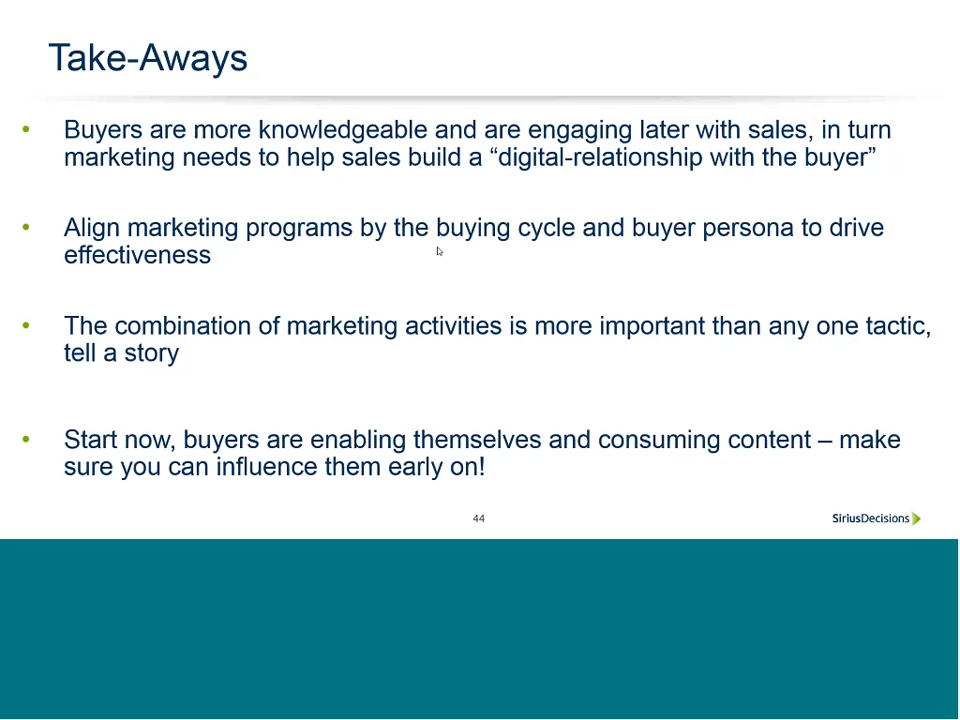 Take-Aways
• Buyers are more knowledgeable and are engaging later with sales, in turn
marketing needs to help sales build a “digital-relationship with the buyer”
• Align marketing programs by the buying cycle and buyer persona to drive
effectiveness
• The combination of marketing activities is more important than any one tactic,
tell a story
• Start now, buyers are enabling themselves and consuming content – make
sure you can influence them early on!
44
SiriusDecisions